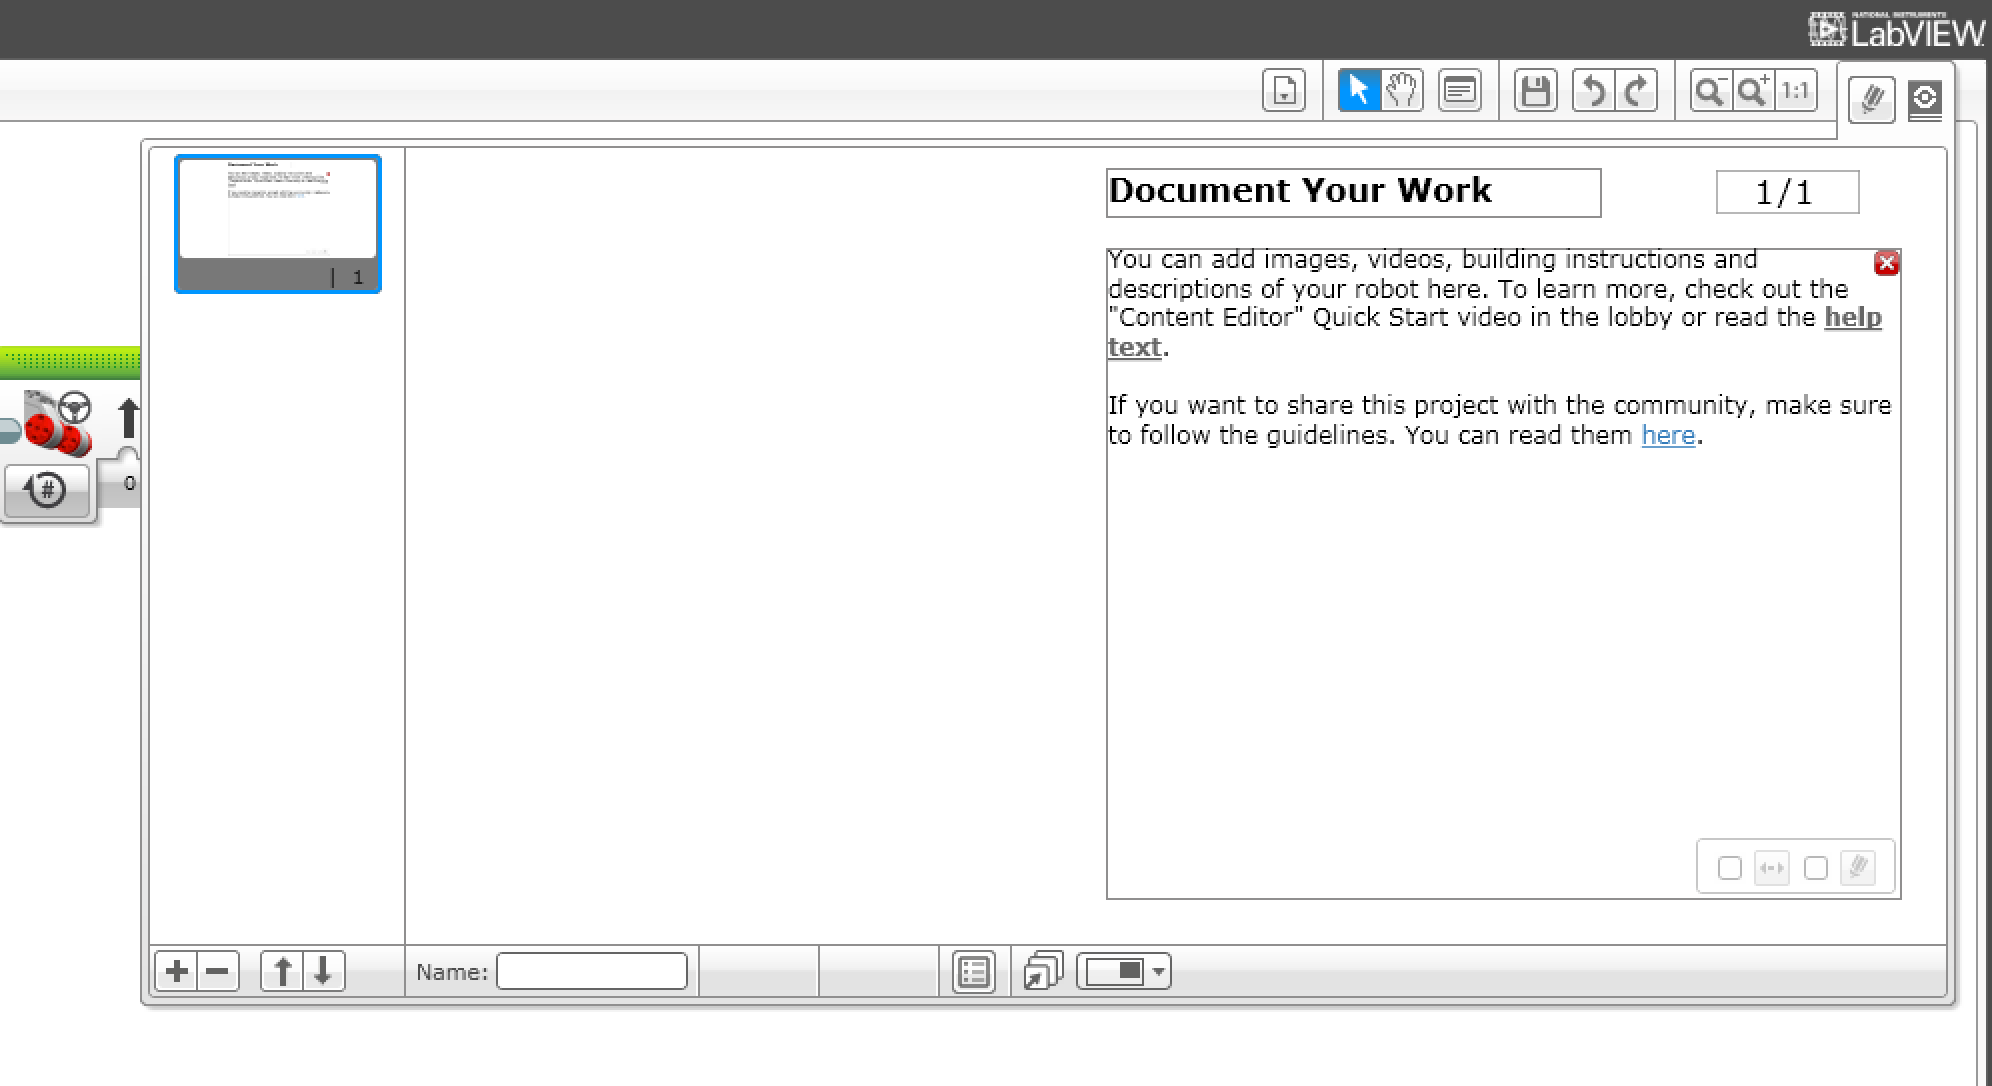 NATIONAL INSTRUMENTS
LabVIEW
1:1
Document Your Work
1/1
1
You can add images, videos, building instructions and
descriptions of your robot here. To learn more, check out the
"Content Editor" Quick Start video in the lobby or read the help
text.
If you want to share this project with the community, make sure
to follow the guidelines. You can read them here.
#
0
Name: